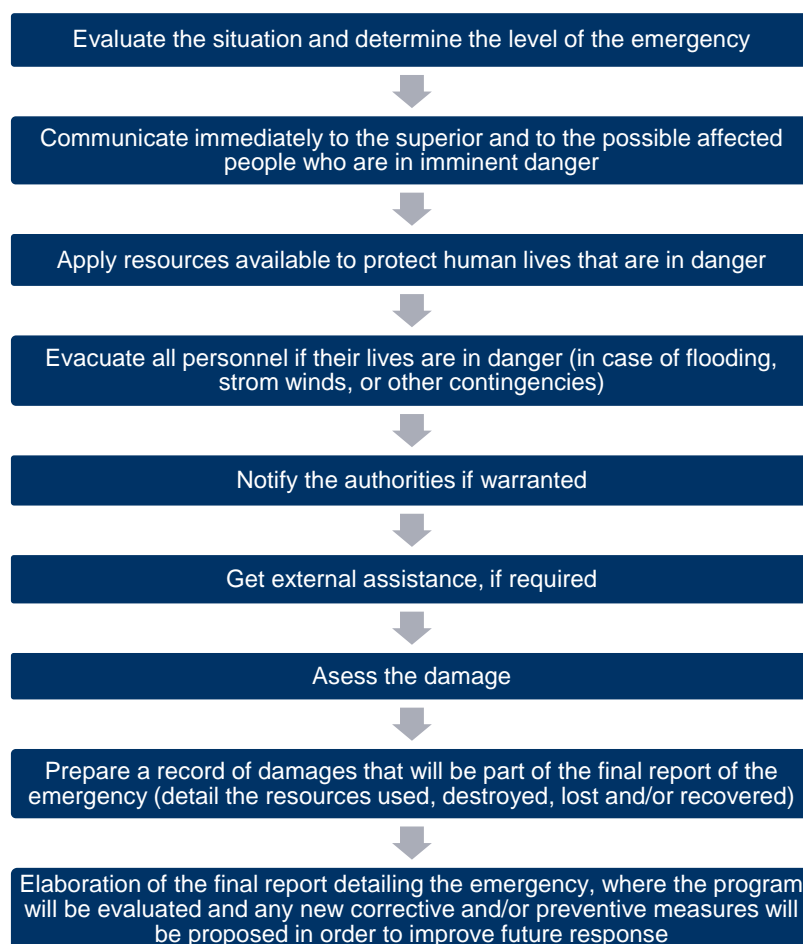 Evaluate the situation and determine the level of the emergency
Communicate immediately to the superior and to the possible affected
people who are in imminent danger
Apply resources available to protect human lives that are in danger
Evacuate all personnel if their lives are in danger (in case of flooding,
strom winds, or other contingencies)
Notify the authorities if warranted
Get external assistance, if required
Asess the damage
Prepare a record of damages that will be part of the final report of the
emergency (detail the resources used, destroyed, lost and/or recovered)
Elaboration of the final report detailing the emergency, where the program
will be evaluated and any new corrective and/or preventive measures will
be proposed in order to improve future response